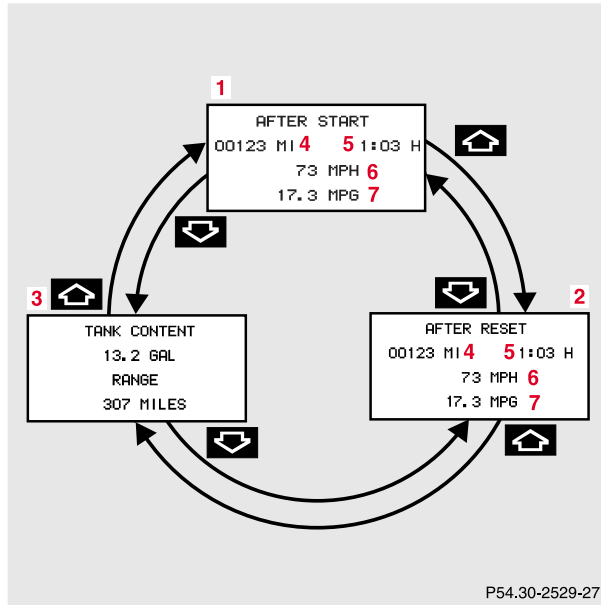 1
AFTER START
00123 MI 4 5 1:03 H
73 MPH 6
17.3 MPG 7
3
TANK CONTENT
13.2 GAL
RANGE
307 MILES
2
AFTER RESET
00123 MI 4 5 1:03 H
73 MPH 6
17.3 MPG 7
P54.30-2529-27